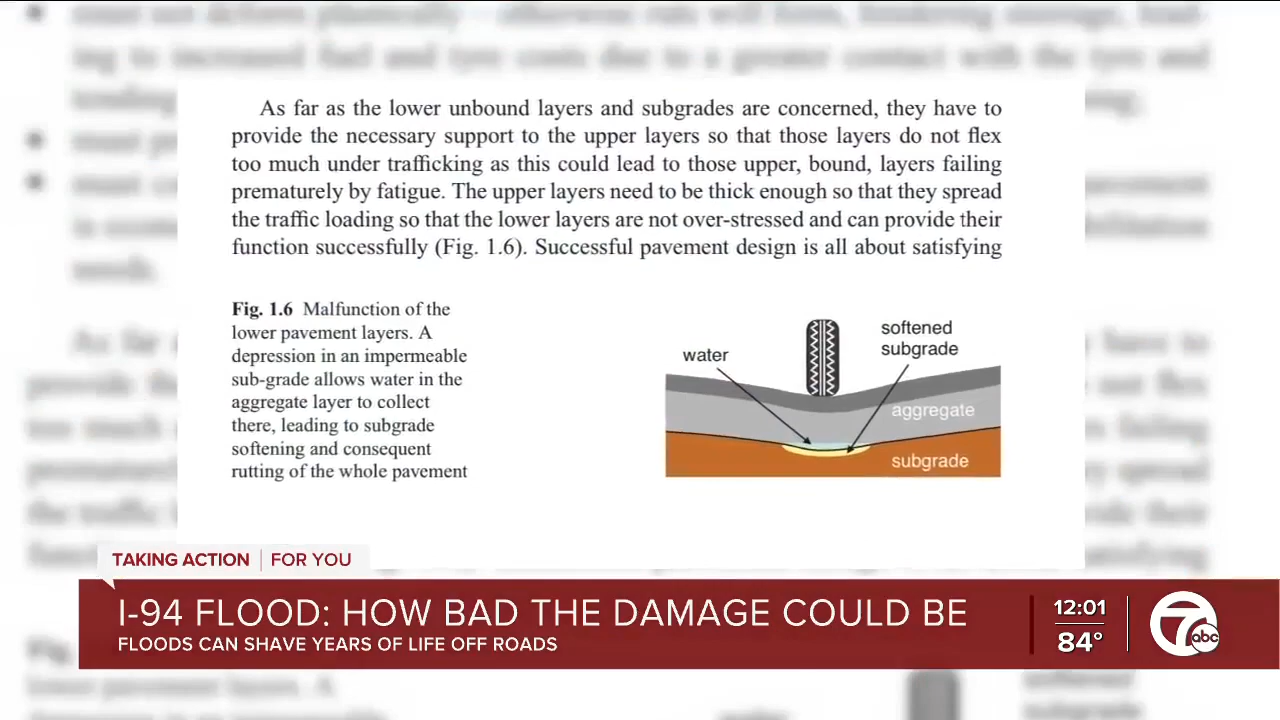 As far as the lower unbound layers and subgrades are concerned, they have to
provide the necessary support to the upper layers so that those layers do not flex
too much under trafficking as this could lead to those upper, bound, layers failing
prematurely by fatigue. The upper layers need to be thick enough so that they spread
the traffic loading so that the lower layers are not over-stressed and can provide their
function successfully (Fig. 1.6). Successful pavement design is all about satisfying
Fig. 1.6 Malfunction of the
lower pavement layers. A
depression in an impermeable
sub-grade allows water in the
aggregate layer to collect
there, leading to subgrade
softening and consequent
rutting of the whole pavement
water
softened
subgrade
aggregate
subgrade
TAKING ACTION | FOR YOU
I-94 FLOOD: HOW BAD THE DAMAGE COULD BE
FLOODS CAN SHAVE YEARS OF LIFE OFF ROADS
12:01
84°
7 abc